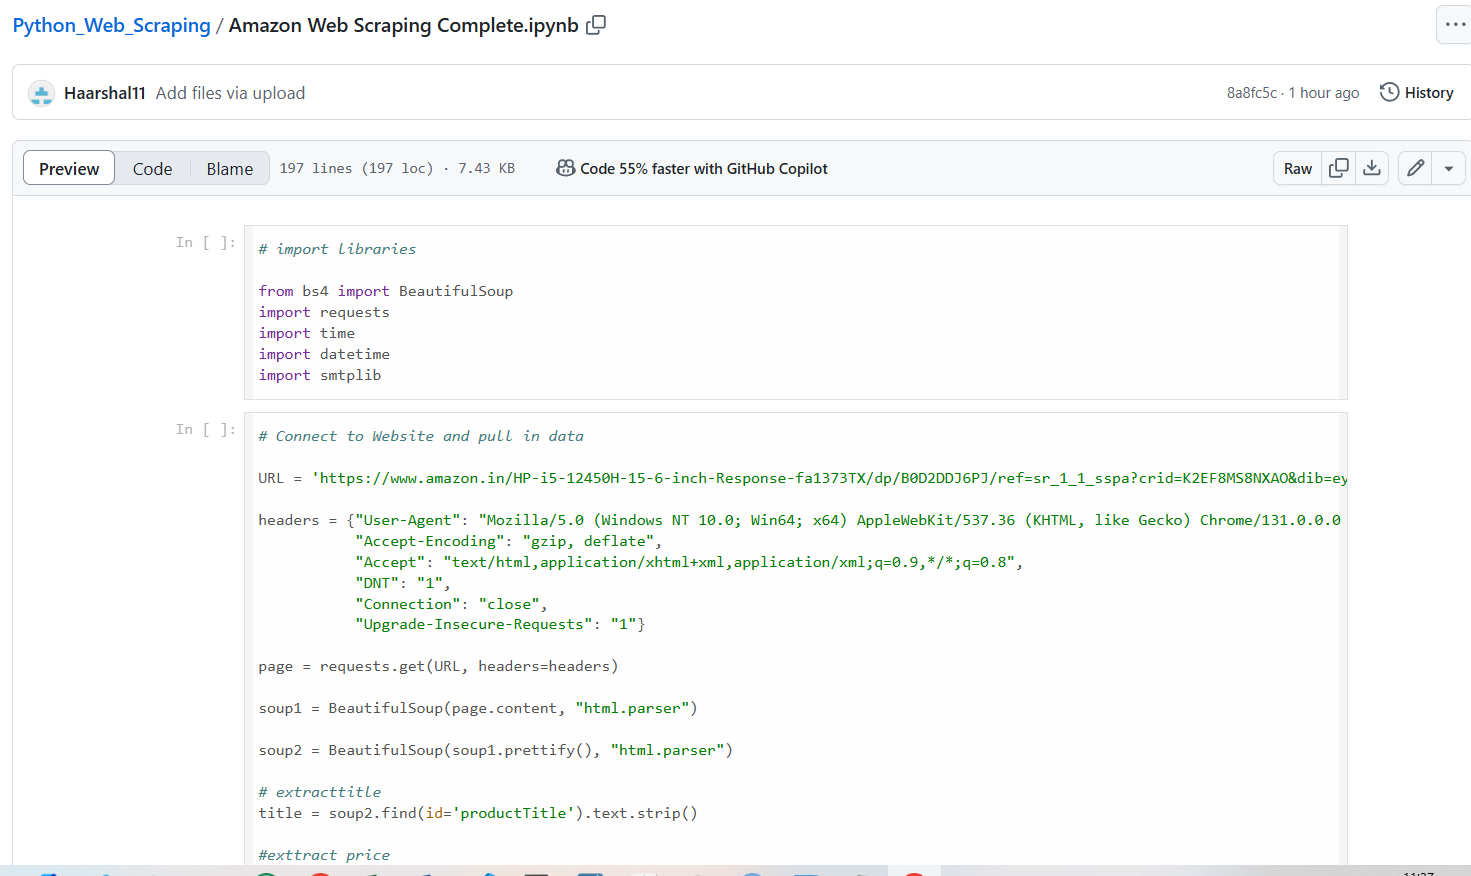 Python_Web_Scraping / Amazon Web Scraping Complete.ipynb
Haarshal11 Add files via upload 8a8fc5c · 1 hour ago History
Preview Code Blame 197 lines (197 loc) · 7.43 KB Code 55% faster with GitHub Copilot Raw
In [ ]:
# import libraries
from bs4 import BeautifulSoup
import requests
import time
import datetime
import smtplib
In [ ]:
# Connect to Website and pull in data
URL = 'https://www.amazon.in/HP-i5-12450H-15-6-inch-Response-fa1373TX/dp/B0D2DDJ6PJ/ref=sr_1_1_sspa?crid=K2EF8MS8NXAO&dib=ey
headers = {"User-Agent": "Mozilla/5.0 (Windows NT 10.0; Win64; x64) AppleWebKit/537.36 (KHTML, like Gecko) Chrome/131.0.0.0
"Accept-Encoding": "gzip, deflate",
"Accept": "text/html,application/xhtml+xml,application/xml;q=0.9,*/*;q=0.8",
"DNT": "1",
"Connection": "close",
"Upgrade-Insecure-Requests": "1"}
page = requests.get(URL, headers=headers)
soup1 = BeautifulSoup(page.content, "html.parser")
soup2 = BeautifulSoup(soup1.prettify(), "html.parser")
# extracttitle
title = soup2.find(id='productTitle').text.strip()
#exttract price